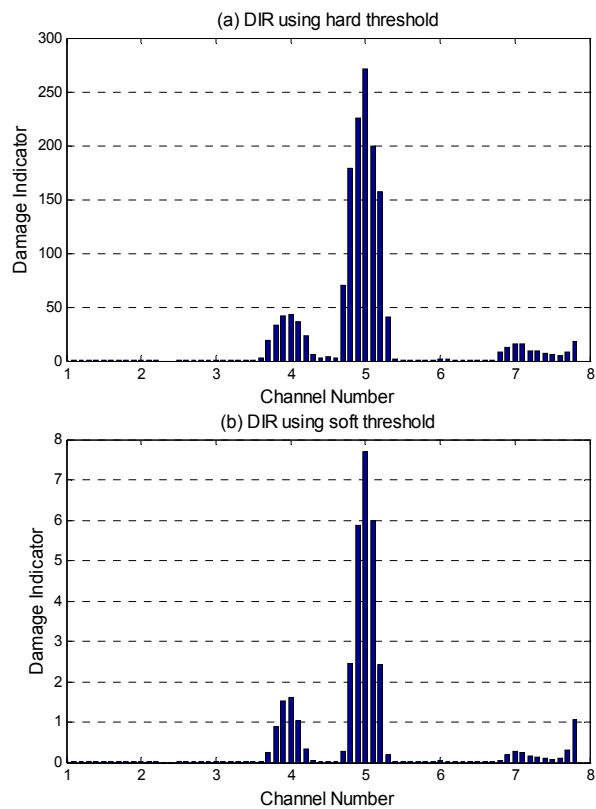 (a) DIR using hard threshold
300
250
200
150
100
50
0
Damage Indicator
1 2 3 4 5 6 7 8
Channel Number
(b) DIR using soft threshold
8
7
6
5
4
3
2
1
0
Damage Indicator
1 2 3 4 5 6 7 8
Channel Number